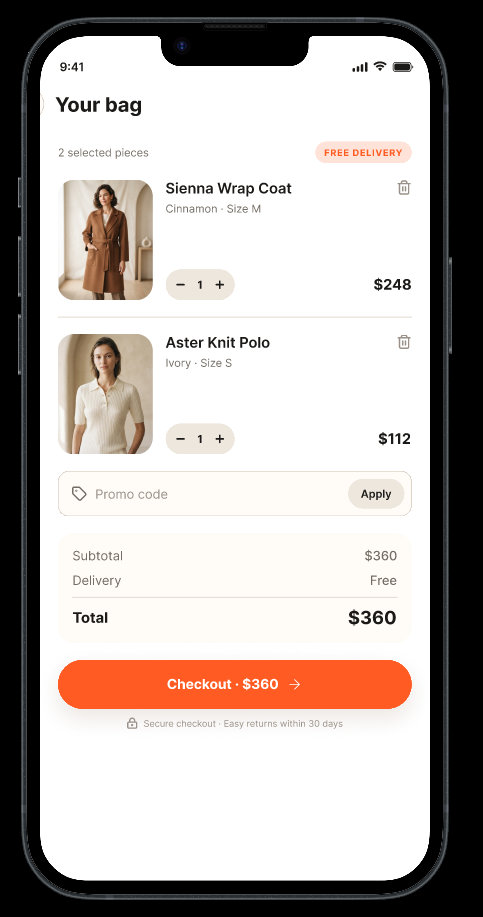 9:41
Your bag
2 selected pieces
FREE DELIVERY
Sienna Wrap Coat
Cinnamon · Size M
− 1 +
$248
Aster Knit Polo
Ivory · Size S
− 1 +
$112
Promo code
Apply
Subtotal $360
Delivery Free
Total $360
Checkout · $360 →
Secure checkout · Easy returns within 30 days